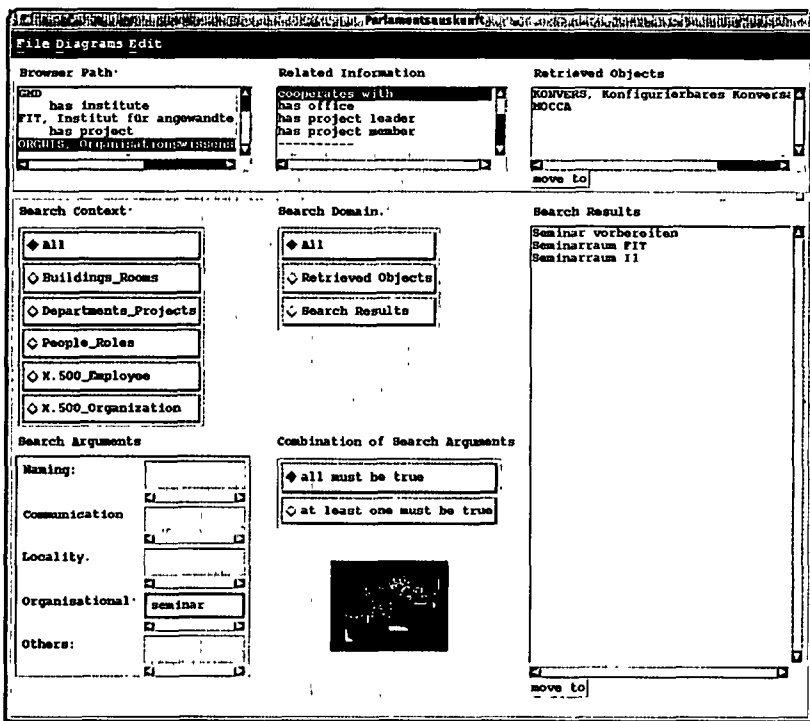 Parlamentsauskunft
File Diagrams Edit
Browser Path
GMD
has institute
FIT, Institut für angewandte
has project
ORGWIS, Organisationswissens
Related Information
cooperates with
has office
has project leader
has project member
-----------
Retrieved Objects
KONVERS, Konfigurierbares Konversa
MOCCA
move to
Search Context
All
Buildings_Rooms
Departments_Projects
People_Roles
X.500_Employee
X.500_Organization
Search Domain
All
Retrieved Objects
Search Results
Search Results
Seminar vorbereiten
Seminarraum FIT
Seminarraum I1
move to
Search Arguments
Naming:
Communication
Locality.
Organisational
seminar
Others:
Combination of Search Arguments
all must be true
at least one must be true